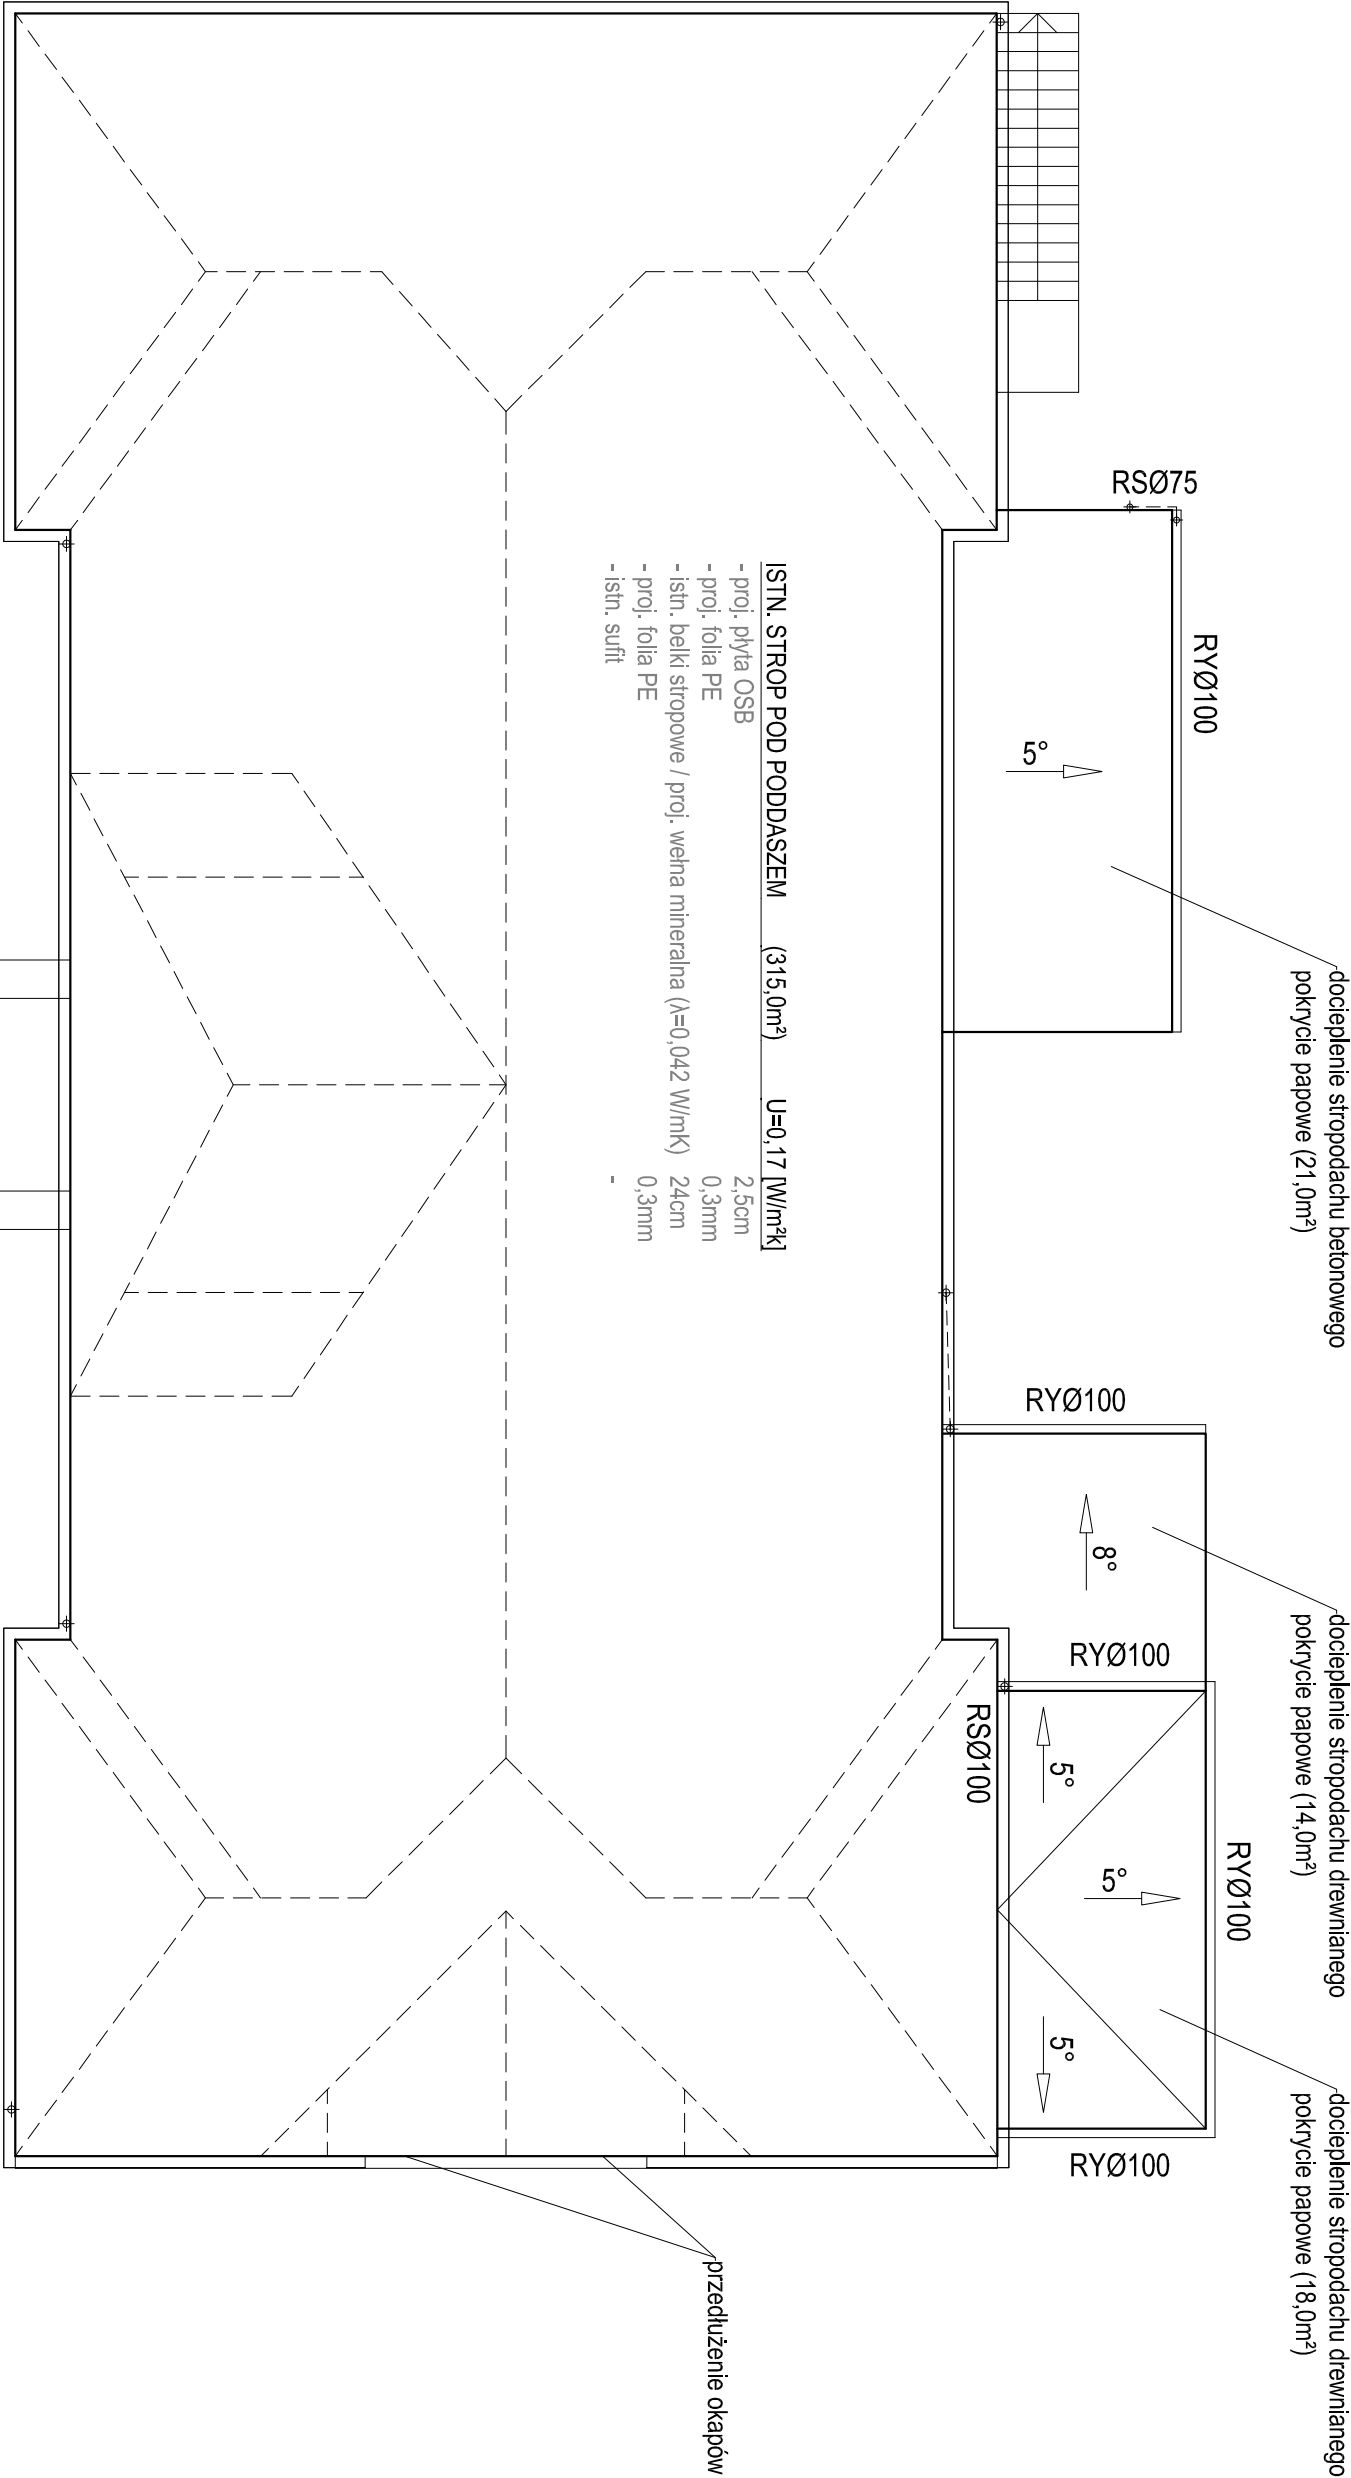 docieplenie stropodachu betonowego
pokrycie papowe (21,0m²)
docieplenie stropodachu drewnianego
pokrycie papowe (14,0m²)
docieplenie stropodachu drewnianego
pokrycie papowe (18,0m²)
RSØ75
RYØ100
5°
RYØ100
8°
RYØ100
RSØ100
5°
5°
RYØ100
5°
RYØ100
ISTN. STROP POD PODDASZEM (315,0m²) U=0,17 [W/m²k]
- proj. płyta OSB 2,5cm
- proj. folia PE 0,3mm
- istn. belki stropowe / proj. wełna mineralna (λ=0,042 W/mK) 24cm
- proj. folia PE 0,3mm
- istn. sufit -
przedłużenie okapów